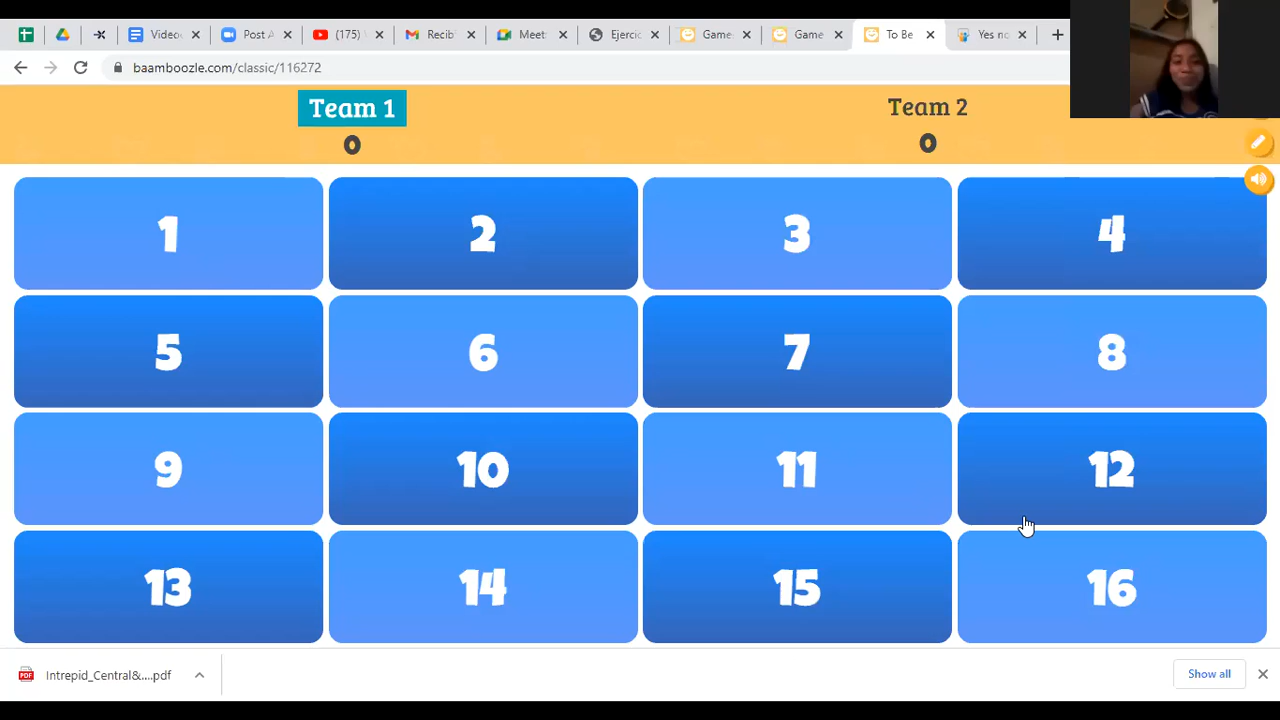 Video
Post A
(175) V
Recib
Meet
Ejercic
Game
Game
To Be
Yes no
baamboozle.com/classic/116272
Team 1
0
Team 2
0
1
2
3
4
5
6
7
8
9
10
11
12
13
14
15
16
Intrepid_Central&....pdf
Show all